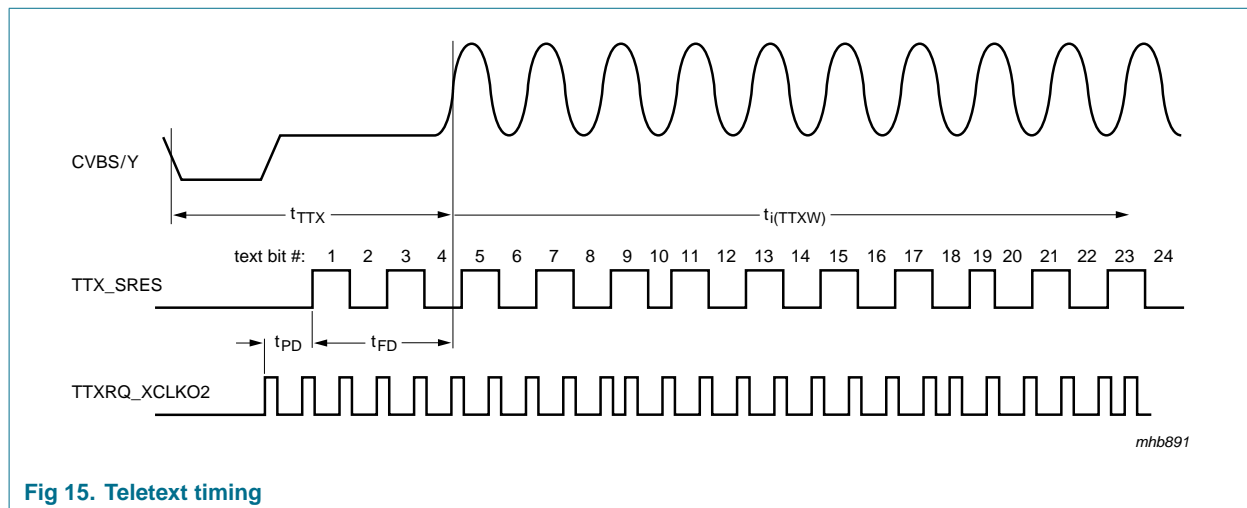 CVBS/Y
tTTX
ti(TTXW)
text bit #: 1 2 3 4 5 6 7 8 9 10 11 12 13 14 15 16 17 18 19 20 21 22 23 24
TTX_SRES
tPD
tFD
TTXRQ_XCLKO2
mhb891
Fig 15. Teletext timing